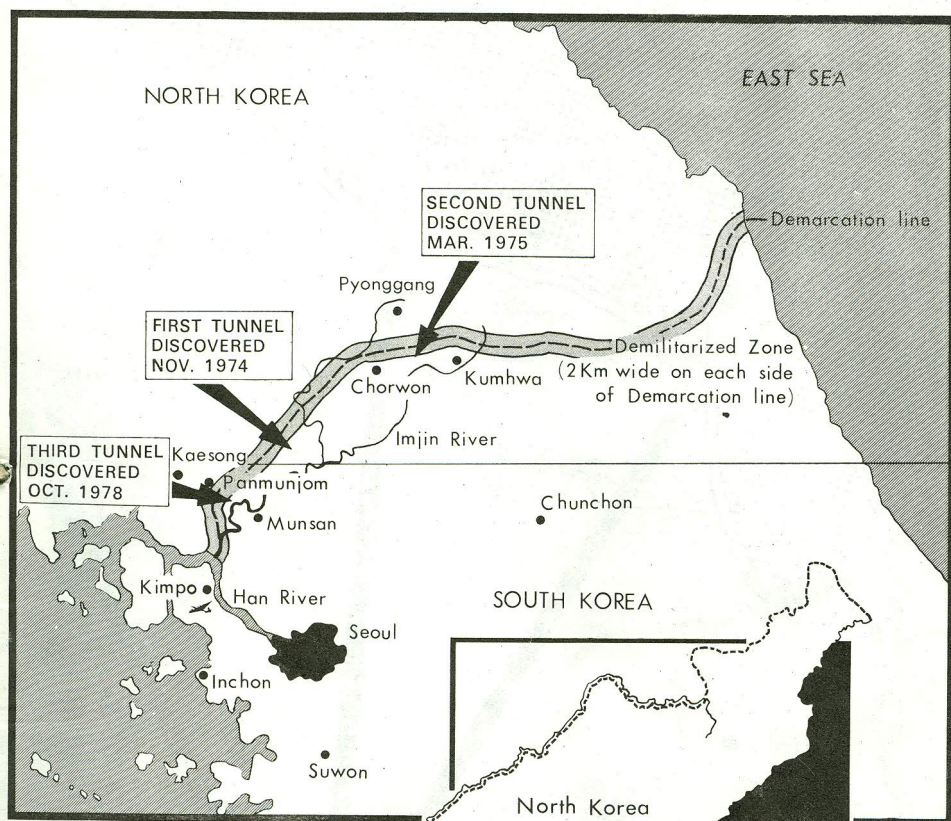 NORTH KOREA
EAST SEA
SECOND TUNNEL
DISCOVERED
MAR. 1975
Demarcation line
Pyonggang
FIRST TUNNEL
DISCOVERED
NOV. 1974
Demilitarized Zone
(2Km wide on each side
of Demarcation line)
Chorwon
Kumhwa
Imjin River
THIRD TUNNEL
DISCOVERED
OCT. 1978
Kaesong
Panmunjom
Munsan
Chunchon
Kimpo
Han River
SOUTH KOREA
Seoul
Inchon
Suwon
North Korea